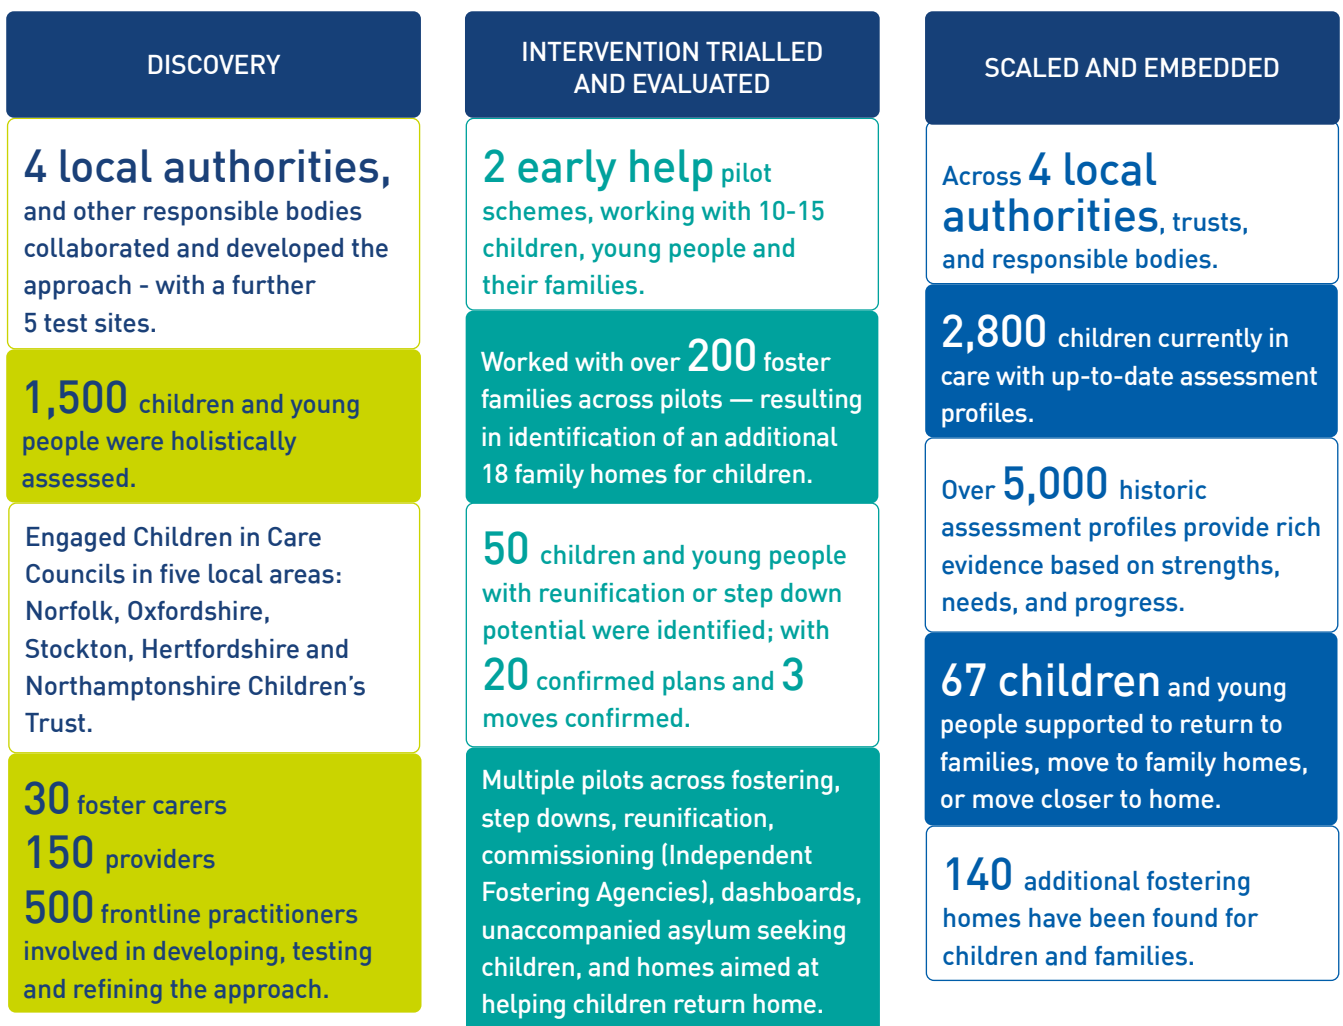 DISCOVERY
4 local authorities,
and other responsible bodies
collaborated and developed the
approach - with a further
5 test sites.
1,500 children and young
people were holistically
assessed.
Engaged Children in Care
Councils in five local areas:
Norfolk, Oxfordshire,
Stockton, Hertfordshire and
Northamptonshire Children's
Trust.
30 foster carers
150 providers
500 frontline practitioners
involved in developing, testing
and refining the approach.
INTERVENTION TRIALLED
AND EVALUATED
2 early help pilot
schemes, working with 10-15
children, young people and
their families.
Worked with over 200 foster
families across pilots — resulting
in identification of an additional
18 family homes for children.
50 children and young people
with reunification or step down
potential were identified; with
20 confirmed plans and 3
moves confirmed.
Multiple pilots across fostering,
step downs, reunification,
commissioning (Independent
Fostering Agencies), dashboards,
unaccompanied asylum seeking
children, and homes aimed at
helping children return home.
SCALED AND EMBEDDED
Across 4 local
authorities, trusts,
and responsible bodies.
2,800 children currently in
care with up-to-date assessment
profiles.
Over 5,000 historic
assessment profiles provide rich
evidence based on strengths,
needs, and progress.
67 children and young
people supported to return to
families, move to family homes,
or move closer to home.
140 additional fostering
homes have been found for
children and families.